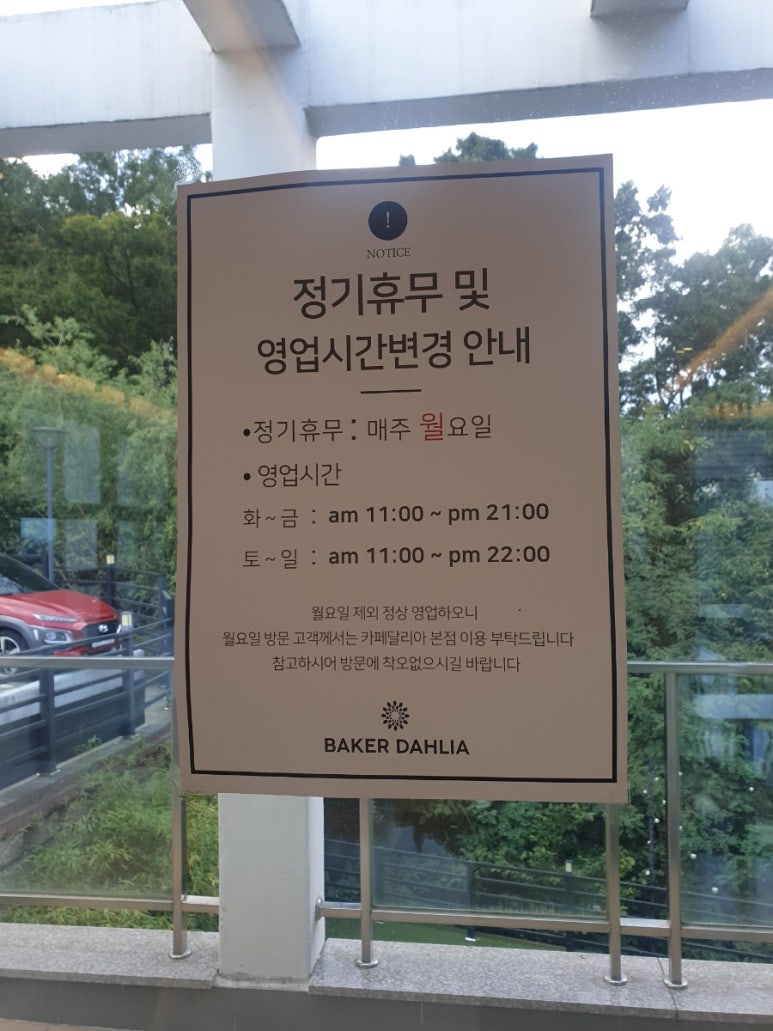 !
NOTICE
정기휴무 및
영업시간변경 안내
•정기휴무 : 매주 월요일
• 영업시간
화~금 : am 11:00 ~ pm 21:00
토~일 : am 11:00 ~ pm 22:00
월요일 제외 정상 영업하오니
월요일 방문 고객께서는 카페달리아 본점 이용 부탁드립니다
참고하시어 방문에 착오없으시길 바랍니다
BAKER DAHLIA